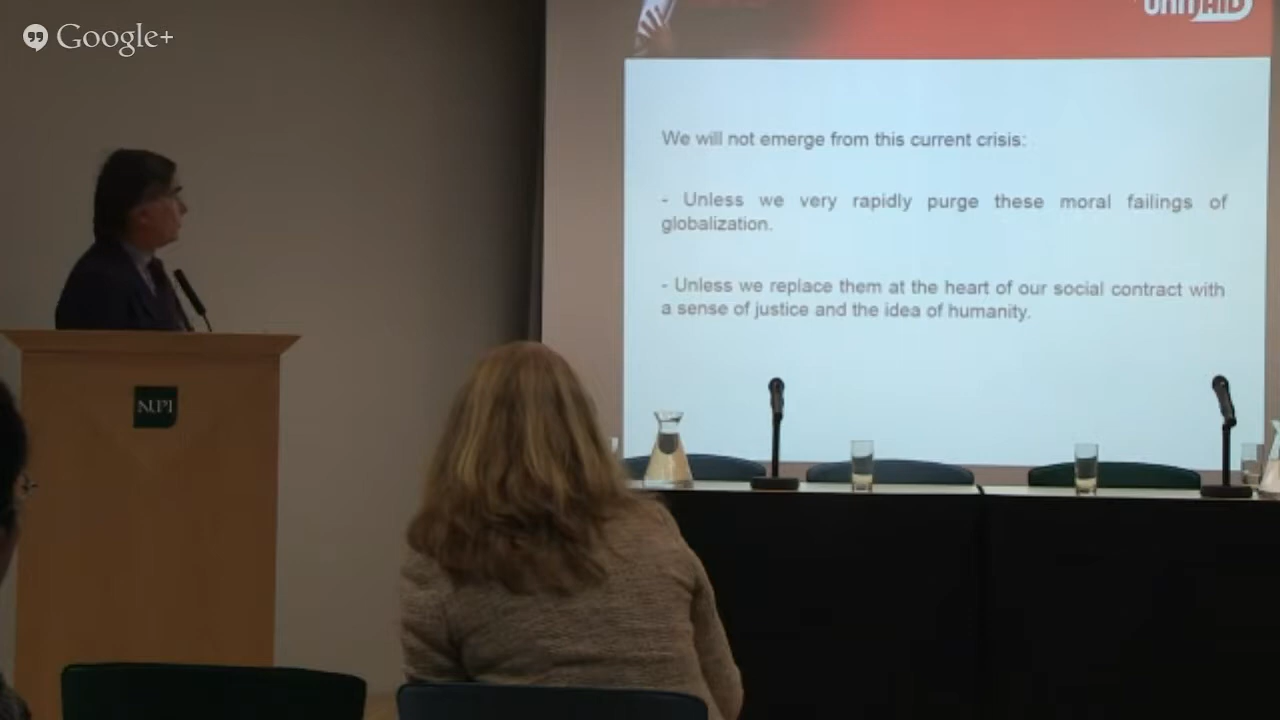 Google+
UNITAID
We will not emerge from this current crisis:
- Unless we very rapidly purge these moral failings of
globalization.
- Unless we replace them at the heart of our social contract with
a sense of justice and the idea of humanity.
NUPI